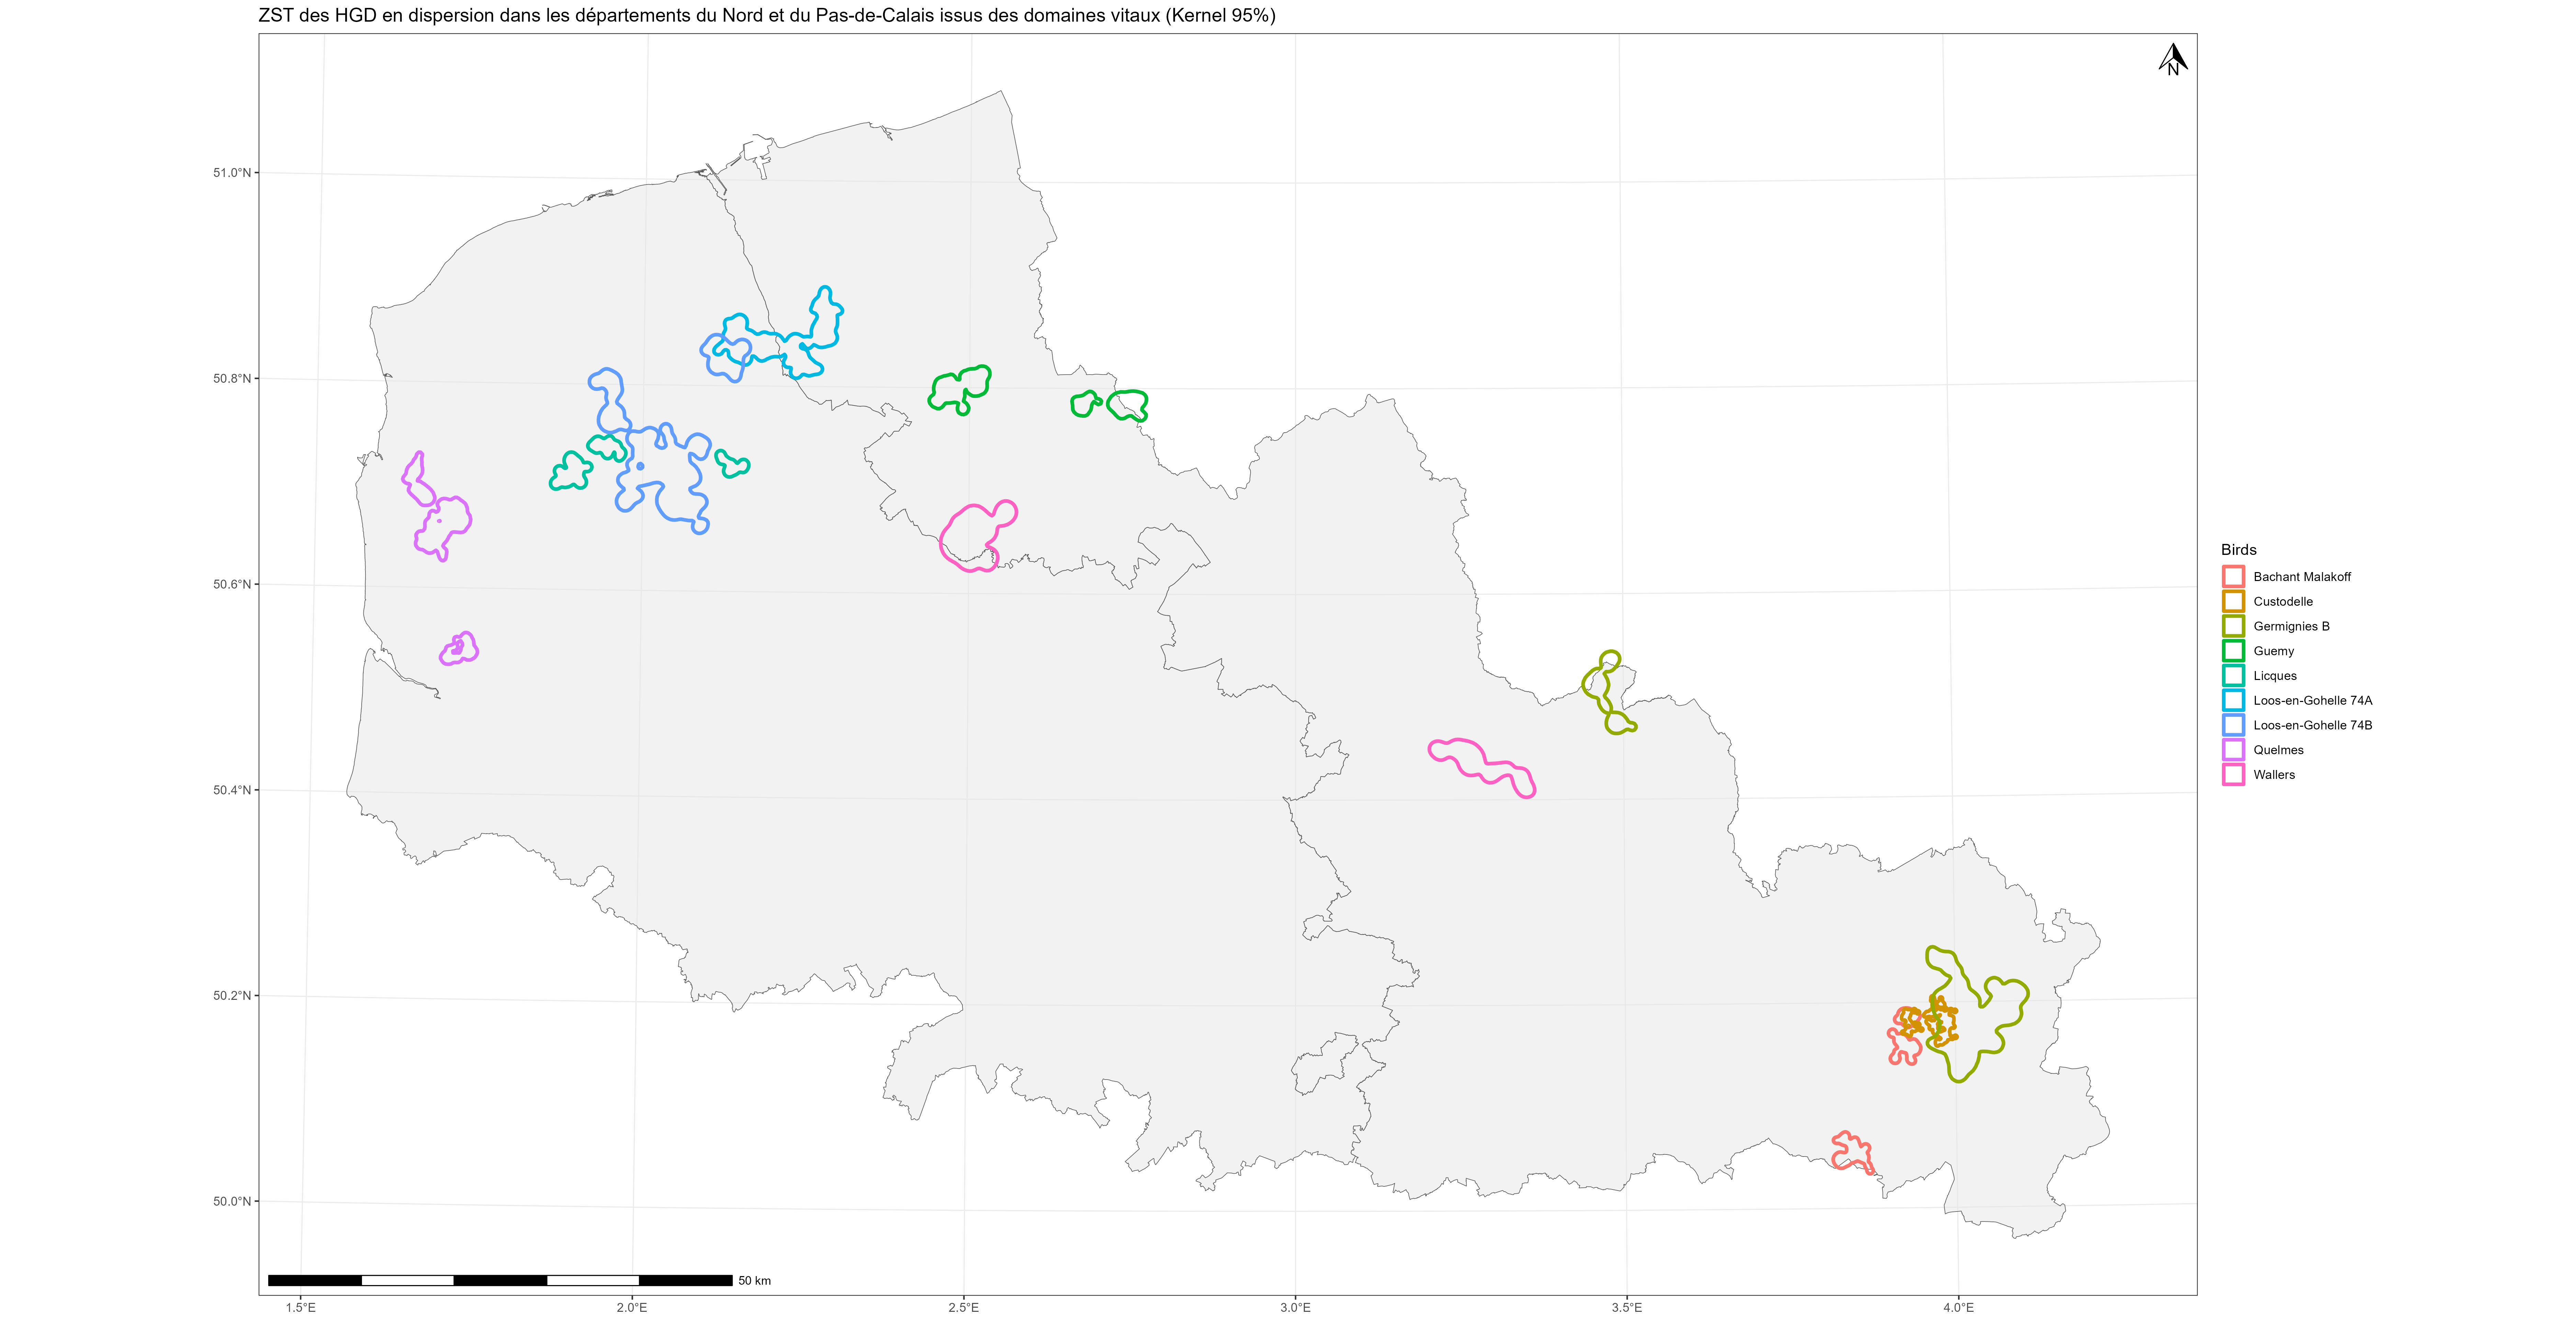 ZST des HGD en dispersion dans les départements du Nord et du Pas-de-Calais issus des domaines vitaux (Kernel 95%)
N
51.0°N
50.8°N
50.6°N
50.4°N
50.2°N
50.0°N
Birds
Bachant Malakoff
Custodelle
Germignies B
Guemy
Licques
Loos-en-Gohelle 74A
Loos-en-Gohelle 74B
Quelmes
Wallers
50 km
1.5°E
2.0°E
2.5°E
3.0°E
3.5°E
4.0°E